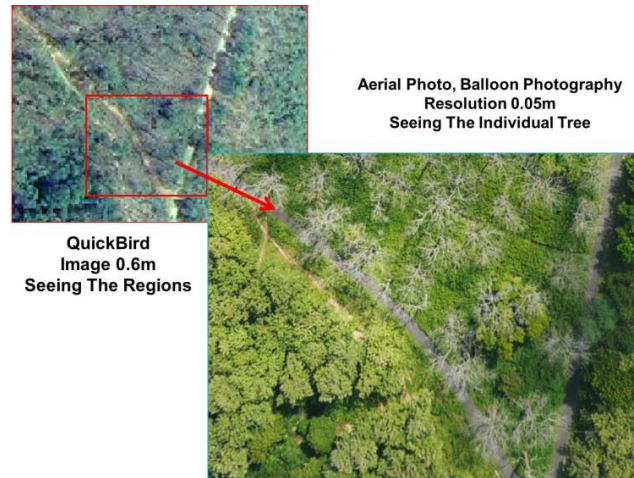 Aerial Photo, Balloon Photography
Resolution 0.05m
Seeing The Individual Tree
QuickBird
Image 0.6m
Seeing The Regions